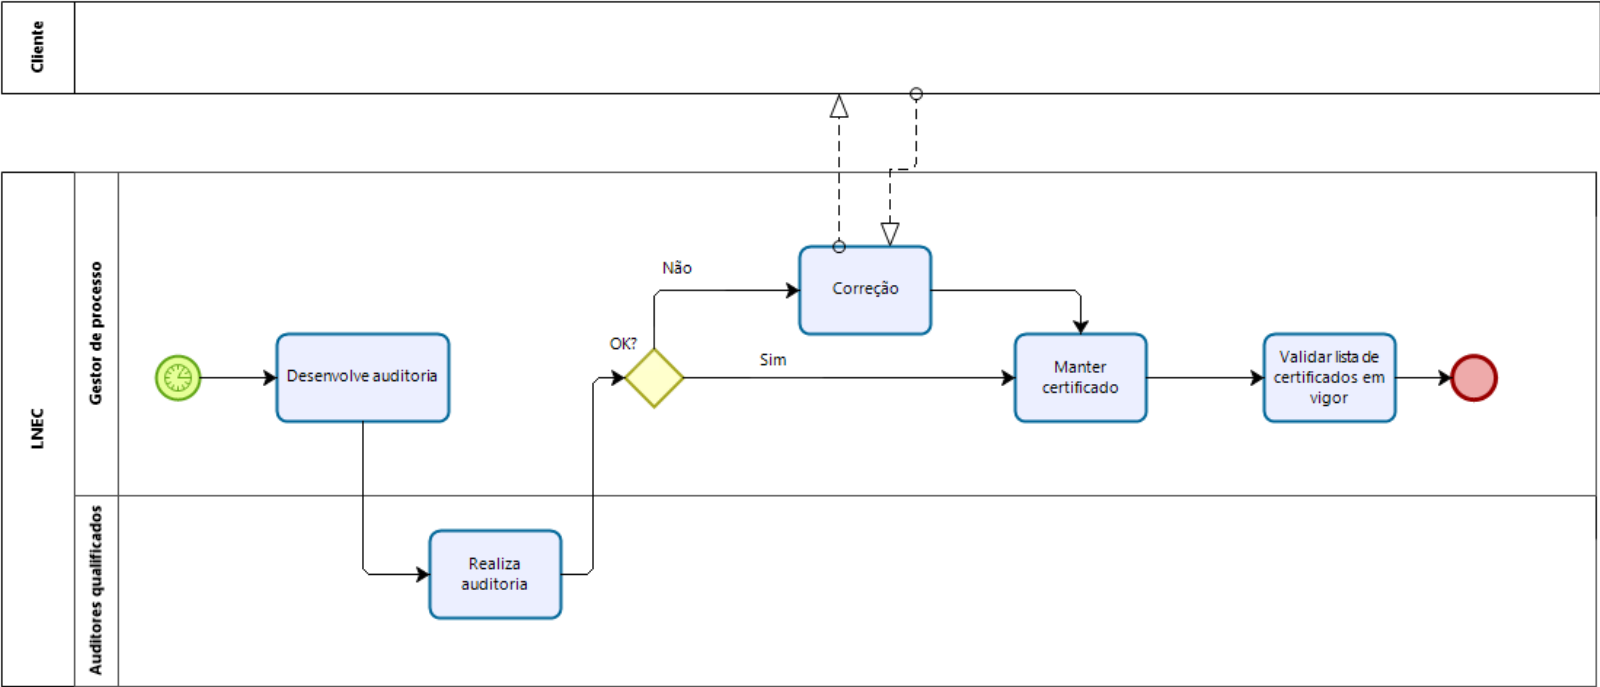 Cliente
LNEC
Gestor de processo
Desenvolve auditoria
OK?
Não
Sim
Correção
Manter
certificado
Validar lista de
certificados em
vigor
Auditores qualificados
Realiza
auditoria